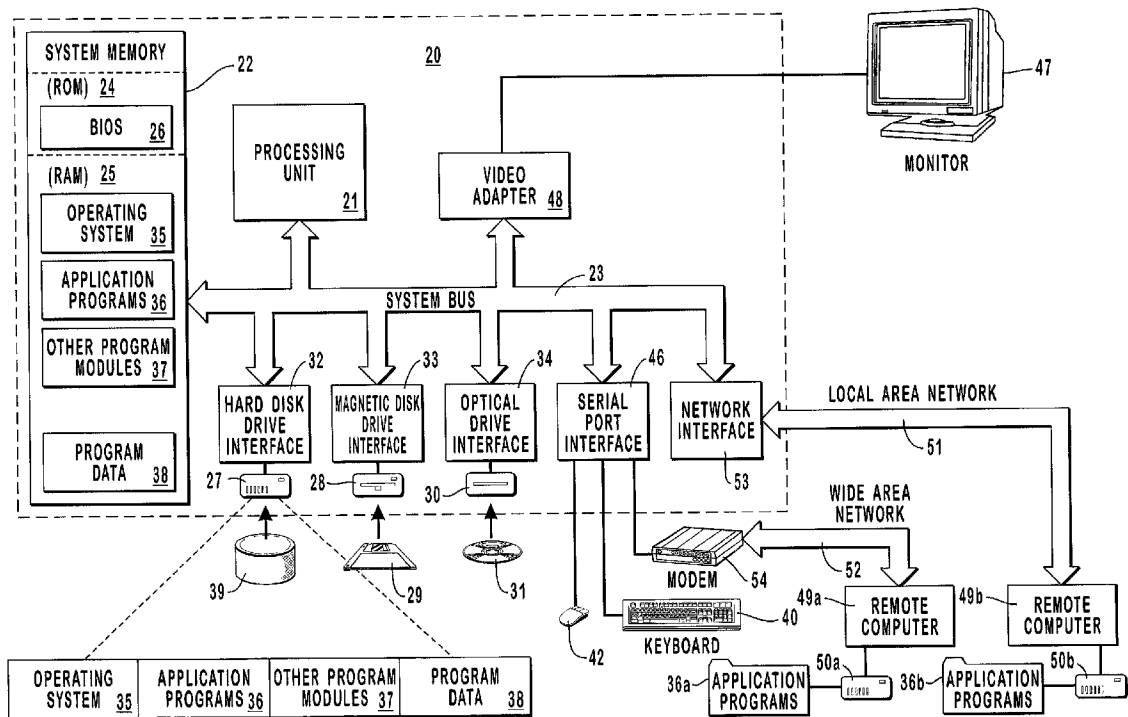 SYSTEM MEMORY
(ROM) 24
BIOS 26
22
(RAM) 25
OPERATING
SYSTEM 35
APPLICATION
PROGRAMS 36
OTHER PROGRAM
MODULES 37
PROGRAM
DATA 38
20
PROCESSING
UNIT
21
VIDEO
ADAPTER 48
47
MONITOR
23
SYSTEM BUS
32
HARD DISK
DRIVE
INTERFACE
33
MAGNETIC DISK
DRIVE
INTERFACE
34
OPTICAL
DRIVE
INTERFACE
46
SERIAL
PORT
INTERFACE
NETWORK
INTERFACE
53
27
28
30
39
29
31
LOCAL AREA NETWORK
51
WIDE AREA
NETWORK
52
MODEM
54
42
KEYBOARD
40
49a
REMOTE
COMPUTER
49b
REMOTE
COMPUTER
50a
36a
APPLICATION
PROGRAMS
50b
36b
APPLICATION
PROGRAMS
OPERATING
SYSTEM 35
APPLICATION
PROGRAMS 36
OTHER PROGRAM
MODULES 37
PROGRAM
DATA 38